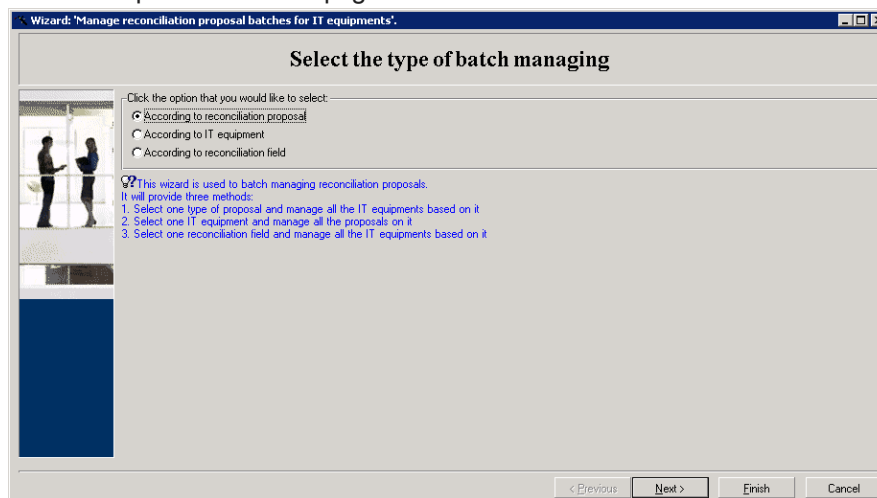 Wizard: 'Manage reconciliation proposal batches for IT equipments'.
Select the type of batch managing
Click the option that you would like to select:
According to reconciliation proposal
According to IT equipment
According to reconciliation field
This wizard is used to batch managing reconciliation proposals.
It will provide three methods:
1. Select one type of proposal and manage all the IT equipments based on it
2. Select one IT equipment and manage all the proposals on it
3. Select one reconciliation field and manage all the IT equipments based on it
< Previous Next > Finish Cancel